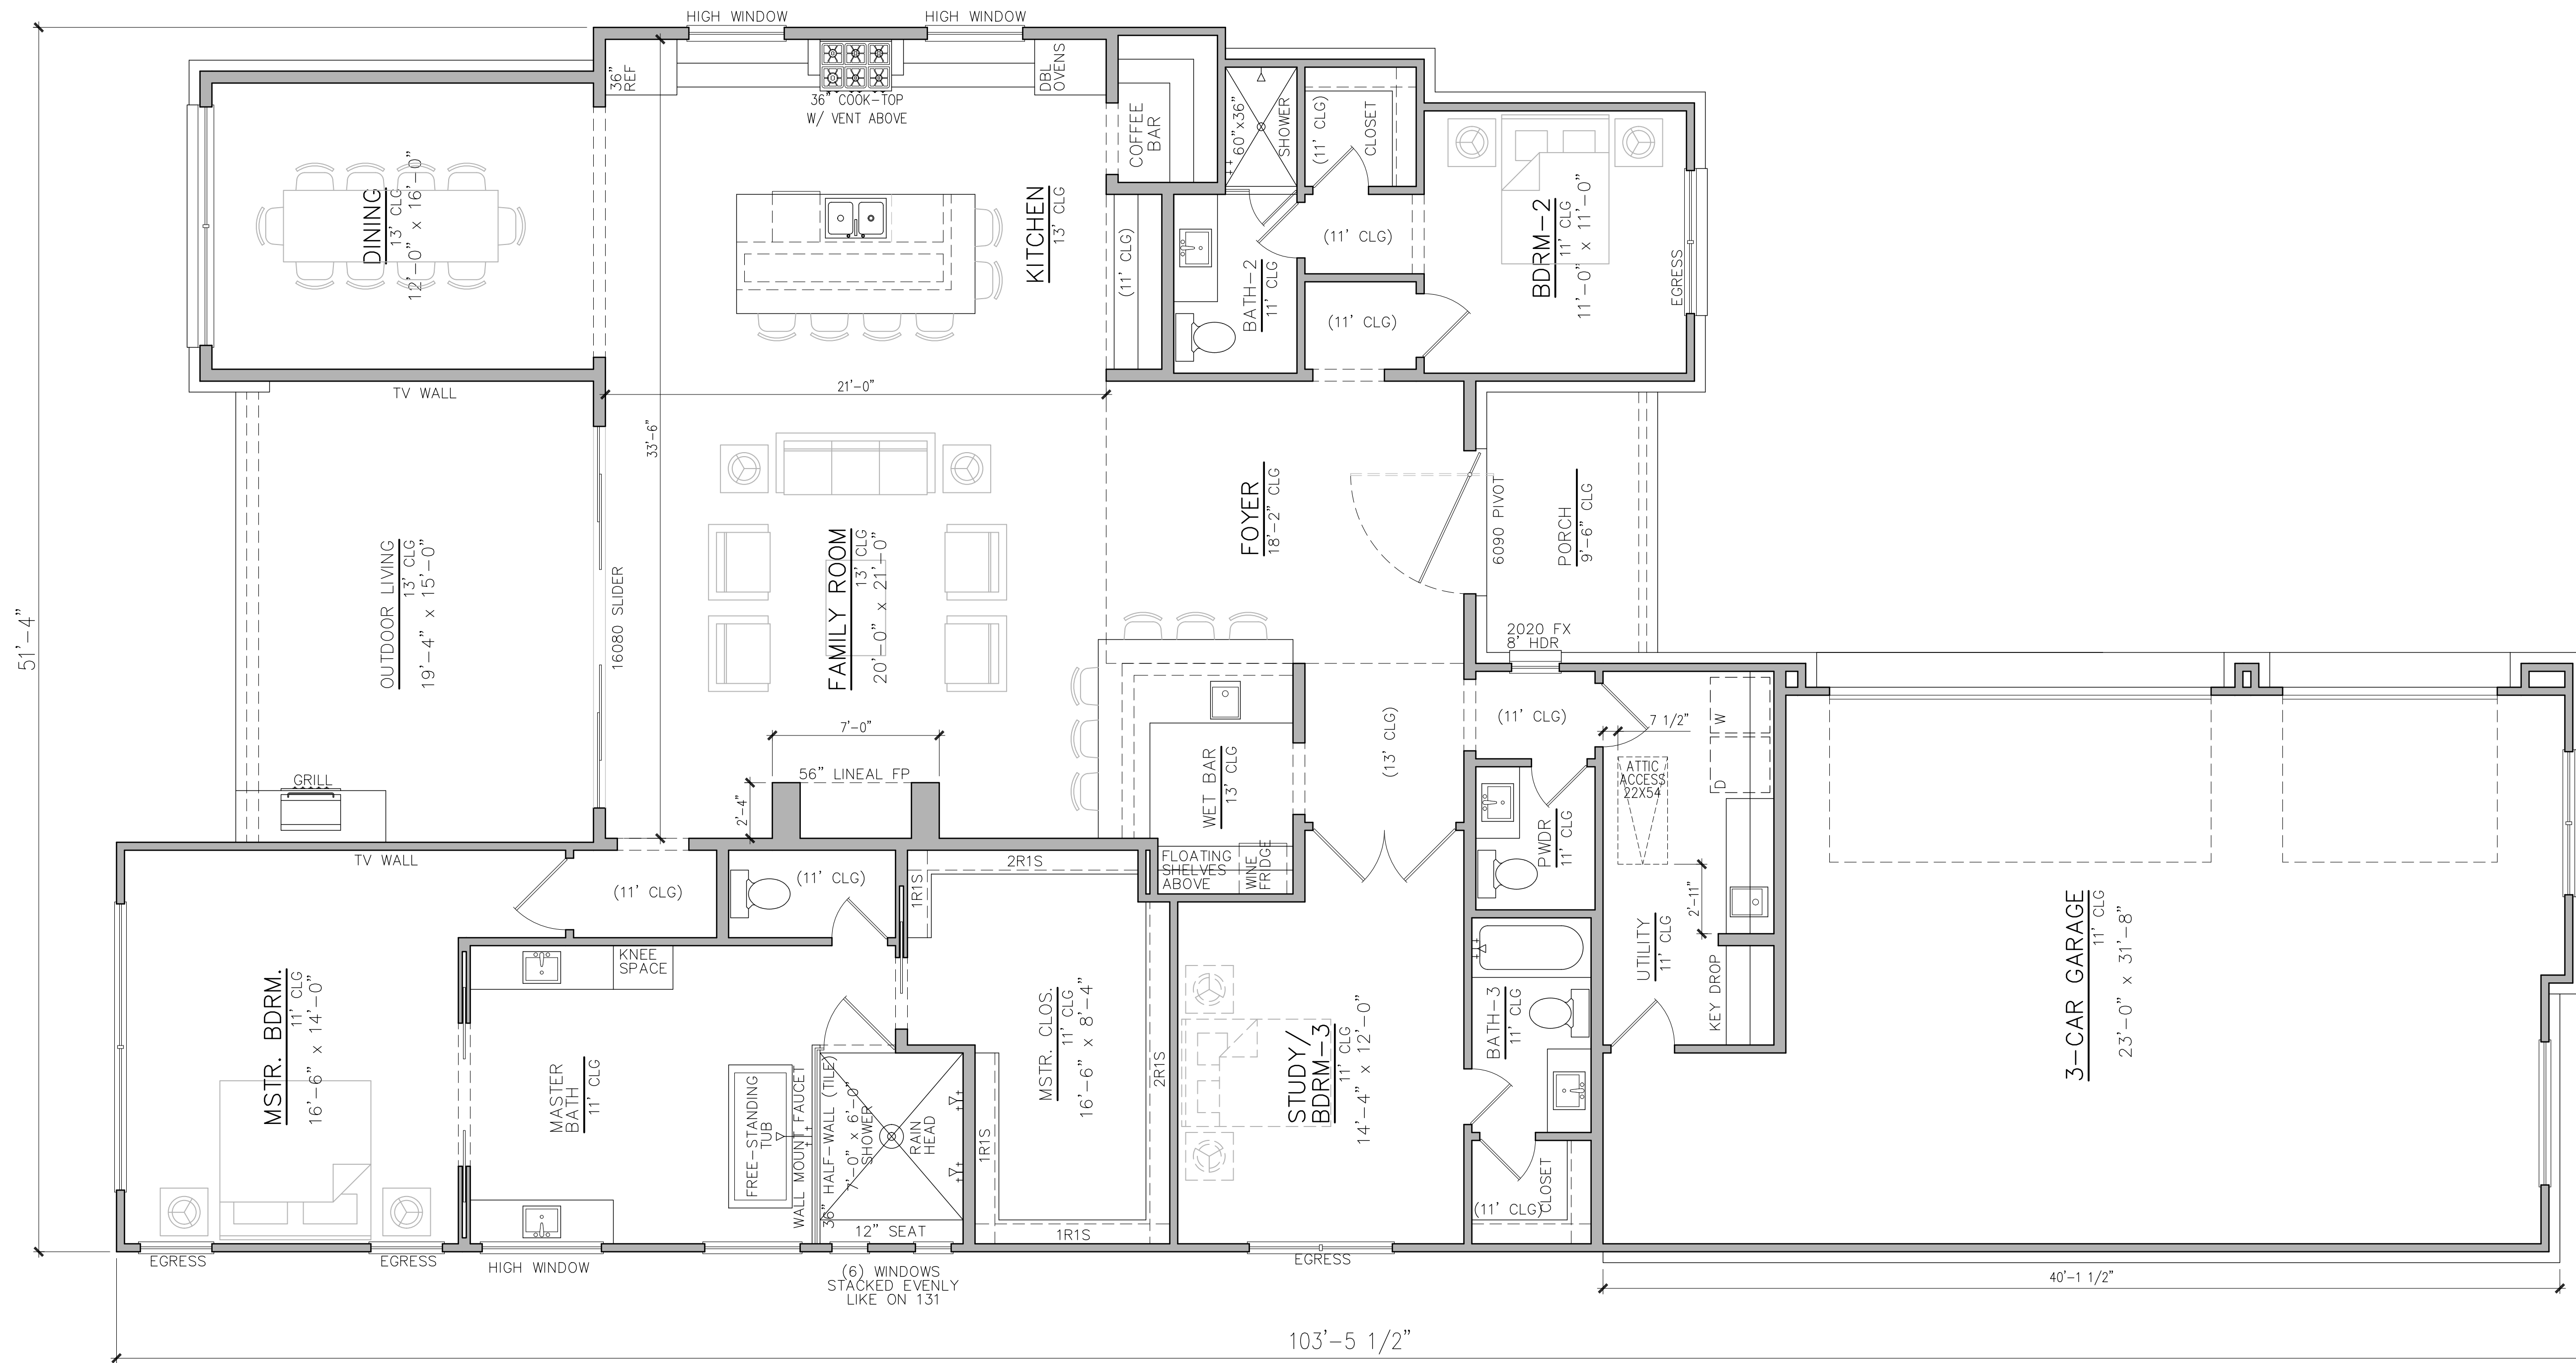 HIGH WINDOW
HIGH WINDOW
36"
REF
36" COOK-TOP
W/ VENT ABOVE
DBL
OVENS
COFFEE
BAR
60"x36"
SHOWER
(11' CLG)
CLOSET
DINING
13' CLG
12'-0" x 16'-0"
KITCHEN
13' CLG
(11' CLG)
BATH-2
11' CLG
(11' CLG)
(11' CLG)
BDRM-2
11' CLG
11'-0" x 11'-0"
EGRESS
TV WALL
21'-0"
33'-6"
51'-4"
OUTDOOR LIVING
13' CLG
19'-4" x 15'-0"
16080 SLIDER
FAMILY ROOM
13' CLG
20'-0" x 21'-0"
FOYER
18'-2" CLG
6090 PIVOT
PORCH
9'-6" CLG
2020 FX
8' HDR
7'-0"
56" LINEAL FP
2'-4"
GRILL
WET BAR
13' CLG
(13' CLG)
(11' CLG)
7 1/2"
W
D
ATTIC
ACCESS
22X54
2'-11"
PWDR
11' CLG
UTILITY
11' CLG
KEY DROP
TV WALL
(11' CLG)
(11' CLG)
1R1S
2R1S
FLOATING
SHELVES
ABOVE
WINE
FRIDGE
KNEE
SPACE
MSTR. BDRM.
11' CLG
16'-6" x 14'-0"
MASTER
BATH
11' CLG
FREE-STANDING
TUB
WALL MOUNT FAUCET
36" HALF-WALL (TILE)
7'-0" x 6'-0"
SHOWER
RAIN
HEAD
12" SEAT
MSTR. CLOS.
11' CLG
16'-6" x 8'-4"
1R1S
2R1S
1R1S
STUDY/
BDRM-3
11' CLG
14'-4" x 12'-0"
BATH-3
11' CLG
(11' CLG)
CLOSET
3-CAR GARAGE
11' CLG
23'-0" x 31'-8"
EGRESS
EGRESS
HIGH WINDOW
(6) WINDOWS
STACKED EVENLY
LIKE ON 131
EGRESS
40'-1 1/2"
103'-5 1/2"